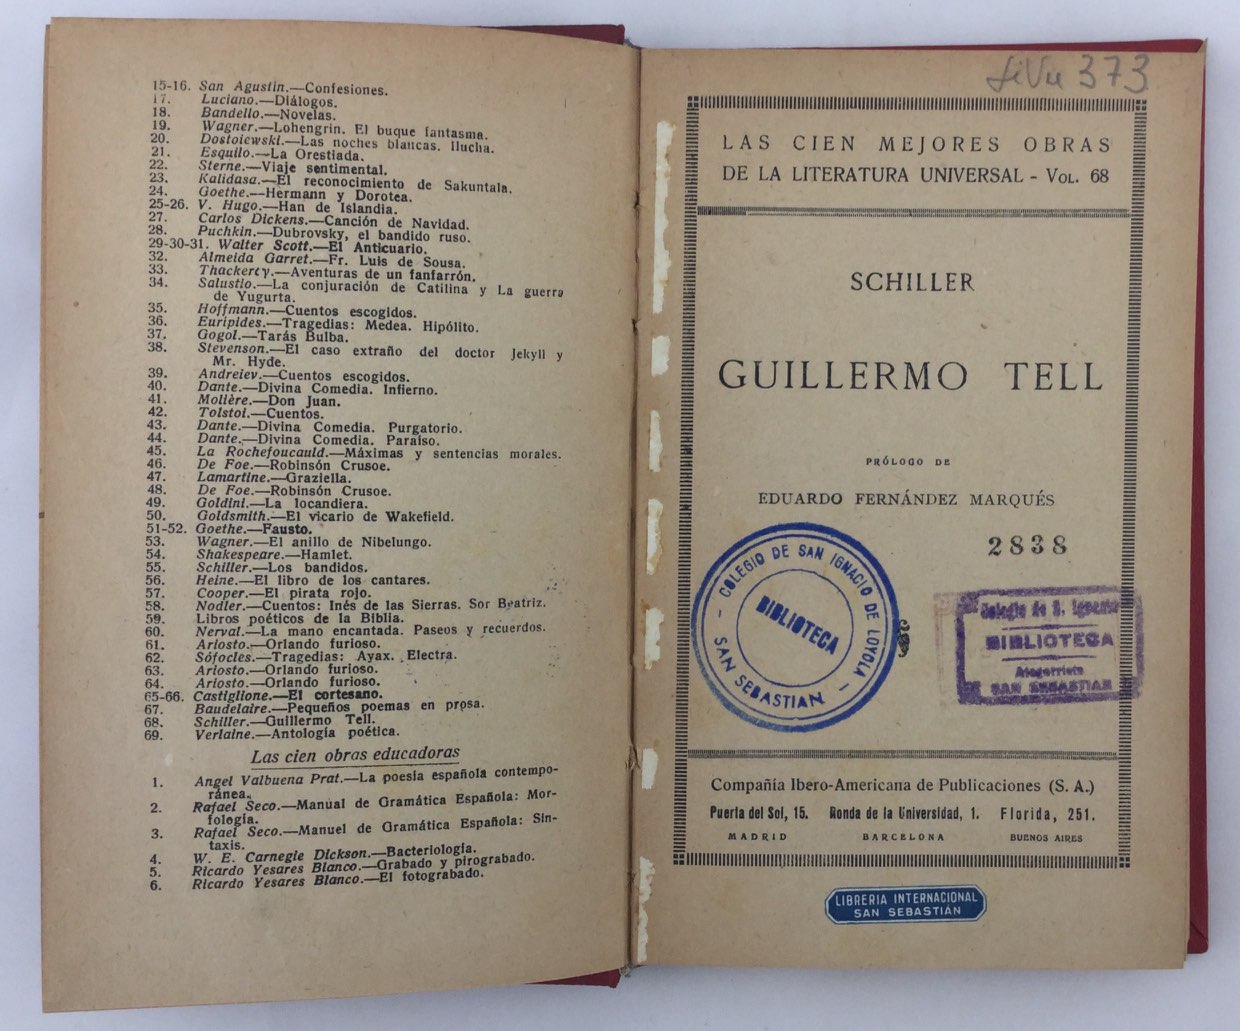 15-16. San Agustín.—Confesiones.
17. Luciano.—Diálogos.
18. Bandello.—Novelas.
19. Wagner.—Lohengrin. El buque fantasma.
20. Dostoiewski.—Las noches blancas. Ilucha.
21. Esquilo.—La Orestiada.
22. Sterne.—Viaje sentimental.
23. Kalidasa.—El reconocimiento de Sakuntala.
24. Goethe.—Hermann y Dorotea.
25-26. V. Hugo.—Han de Islandia.
27. Carlos Dickens.—Canción de Navidad.
28. Puchkin.—Dubrovsky, el bandido ruso.
29-30-31. Walter Scott.—El Anticuario.
32. Almeida Garret.—Fr. Luis de Sousa.
33. Thackerty.—Aventuras de un fanfarrón.
34. Salustio.—La conjuración de Catilina y La guerra
de Yugurta.
35. Hoffmann.—Cuentos escogidos.
36. Eurípides.—Tragedias: Medea. Hipólito.
37. Gogol.—Tarás Bulba.
38. Stevenson.—El caso extraño del doctor Jekyll y
Mr. Hyde.
39. Andreiev.—Cuentos escogidos.
40. Dante.—Divina Comedia. Infierno.
41. Molière.—Don Juan.
42. Tolstoi.—Cuentos.
43. Dante.—Divina Comedia. Purgatorio.
44. Dante.—Divina Comedia. Paraíso.
45. La Rochefoucauld.—Máximas y sentencias morales.
46. De Foe.—Robinsón Crusoe.
47. Lamartine.—Graziella.
48. De Foe.—Robinsón Crusoe.
49. Goldini.—La locandiera.
50. Goldsmith.—El vicario de Wakefield.
51-52. Goethe.—Fausto.
53. Wagner.—El anillo de Nibelungo.
54. Shakespeare.—Hamlet.
55. Schiller.—Los bandidos.
56. Heine.—El libro de los cantares.
57. Cooper.—El pirata rojo.
58. Nodler.—Cuentos: Inés de las Sierras. Sor Beatriz.
59. Libros poéticos de la Biblia.
60. Nerval.—La mano encantada. Paseos y recuerdos.
61. Ariosto.—Orlando furioso.
62. Sófocles.—Tragedias: Ayax. Electra.
63. Ariosto.—Orlando furioso.
64. Ariosto.—Orlando furioso.
65-66. Castiglione.—El cortesano.
67. Baudelaire.—Pequeños poemas en prosa.
68. Schiller.—Guillermo Tell.
69. Verlaine.—Antología poética.
Las cien obras educadoras
1. Angel Valbuena Prat.—La poesía española contempo-
ránea.
2. Rafael Seco.—Manual de Gramática Española: Mor-
fología.
3. Rafael Seco.—Manuel de Gramática Española: Sin-
taxis.
4. W. E. Carnegie Dickson.—Bacteriología.
5. Ricardo Yesares Blanco.—Grabado y pirograbado.
6. Ricardo Yesares Blanco.—El fotograbado.
373
LAS CIEN MEJORES OBRAS
DE LA LITERATURA UNIVERSAL - VOL. 68
SCHILLER
GUILLERMO TELL
PRÓLOGO DE
EDUARDO FERNÁNDEZ MARQUÉS
2838
COLEGIO DE SAN IGNACIO DE LOYOLA
BIBLIOTECA
SAN SEBASTIAN
Colegio de S. Ignacio
BIBLIOTECA
Ategorrieta
SAN SEBASTIAN
Compañía Ibero-Americana de Publicaciones (S. A.)
Puerta del Sol, 15. Ronda de la Universidad, 1. Florida, 251.
MADRID BARCELONA BUENOS AIRES
LIBRERIA INTERNACIONAL
SAN SEBASTIÁN